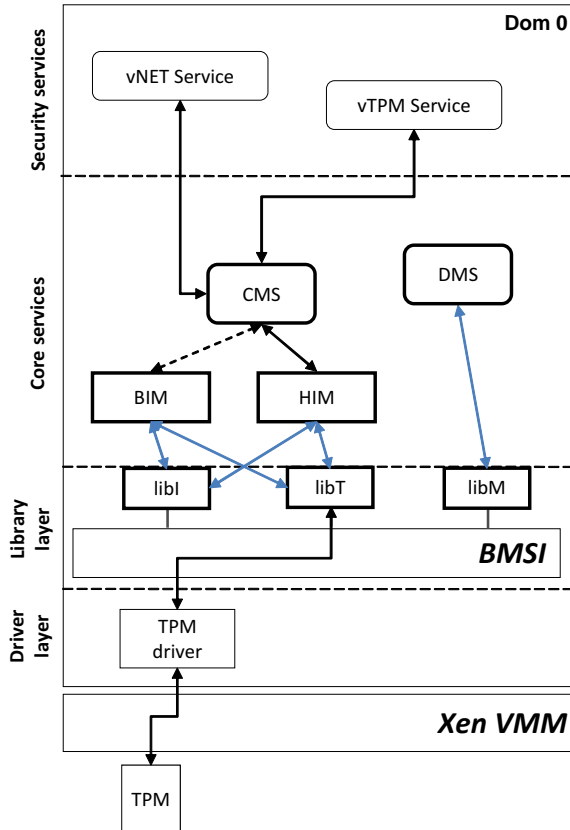 Dom 0
Security services
vNET Service
vTPM Service
Core services
CMS
DMS
BIM
HIM
Library
layer
libI
libT
libM
BMSI
Driver
layer
TPM
driver
Xen VMM
TPM